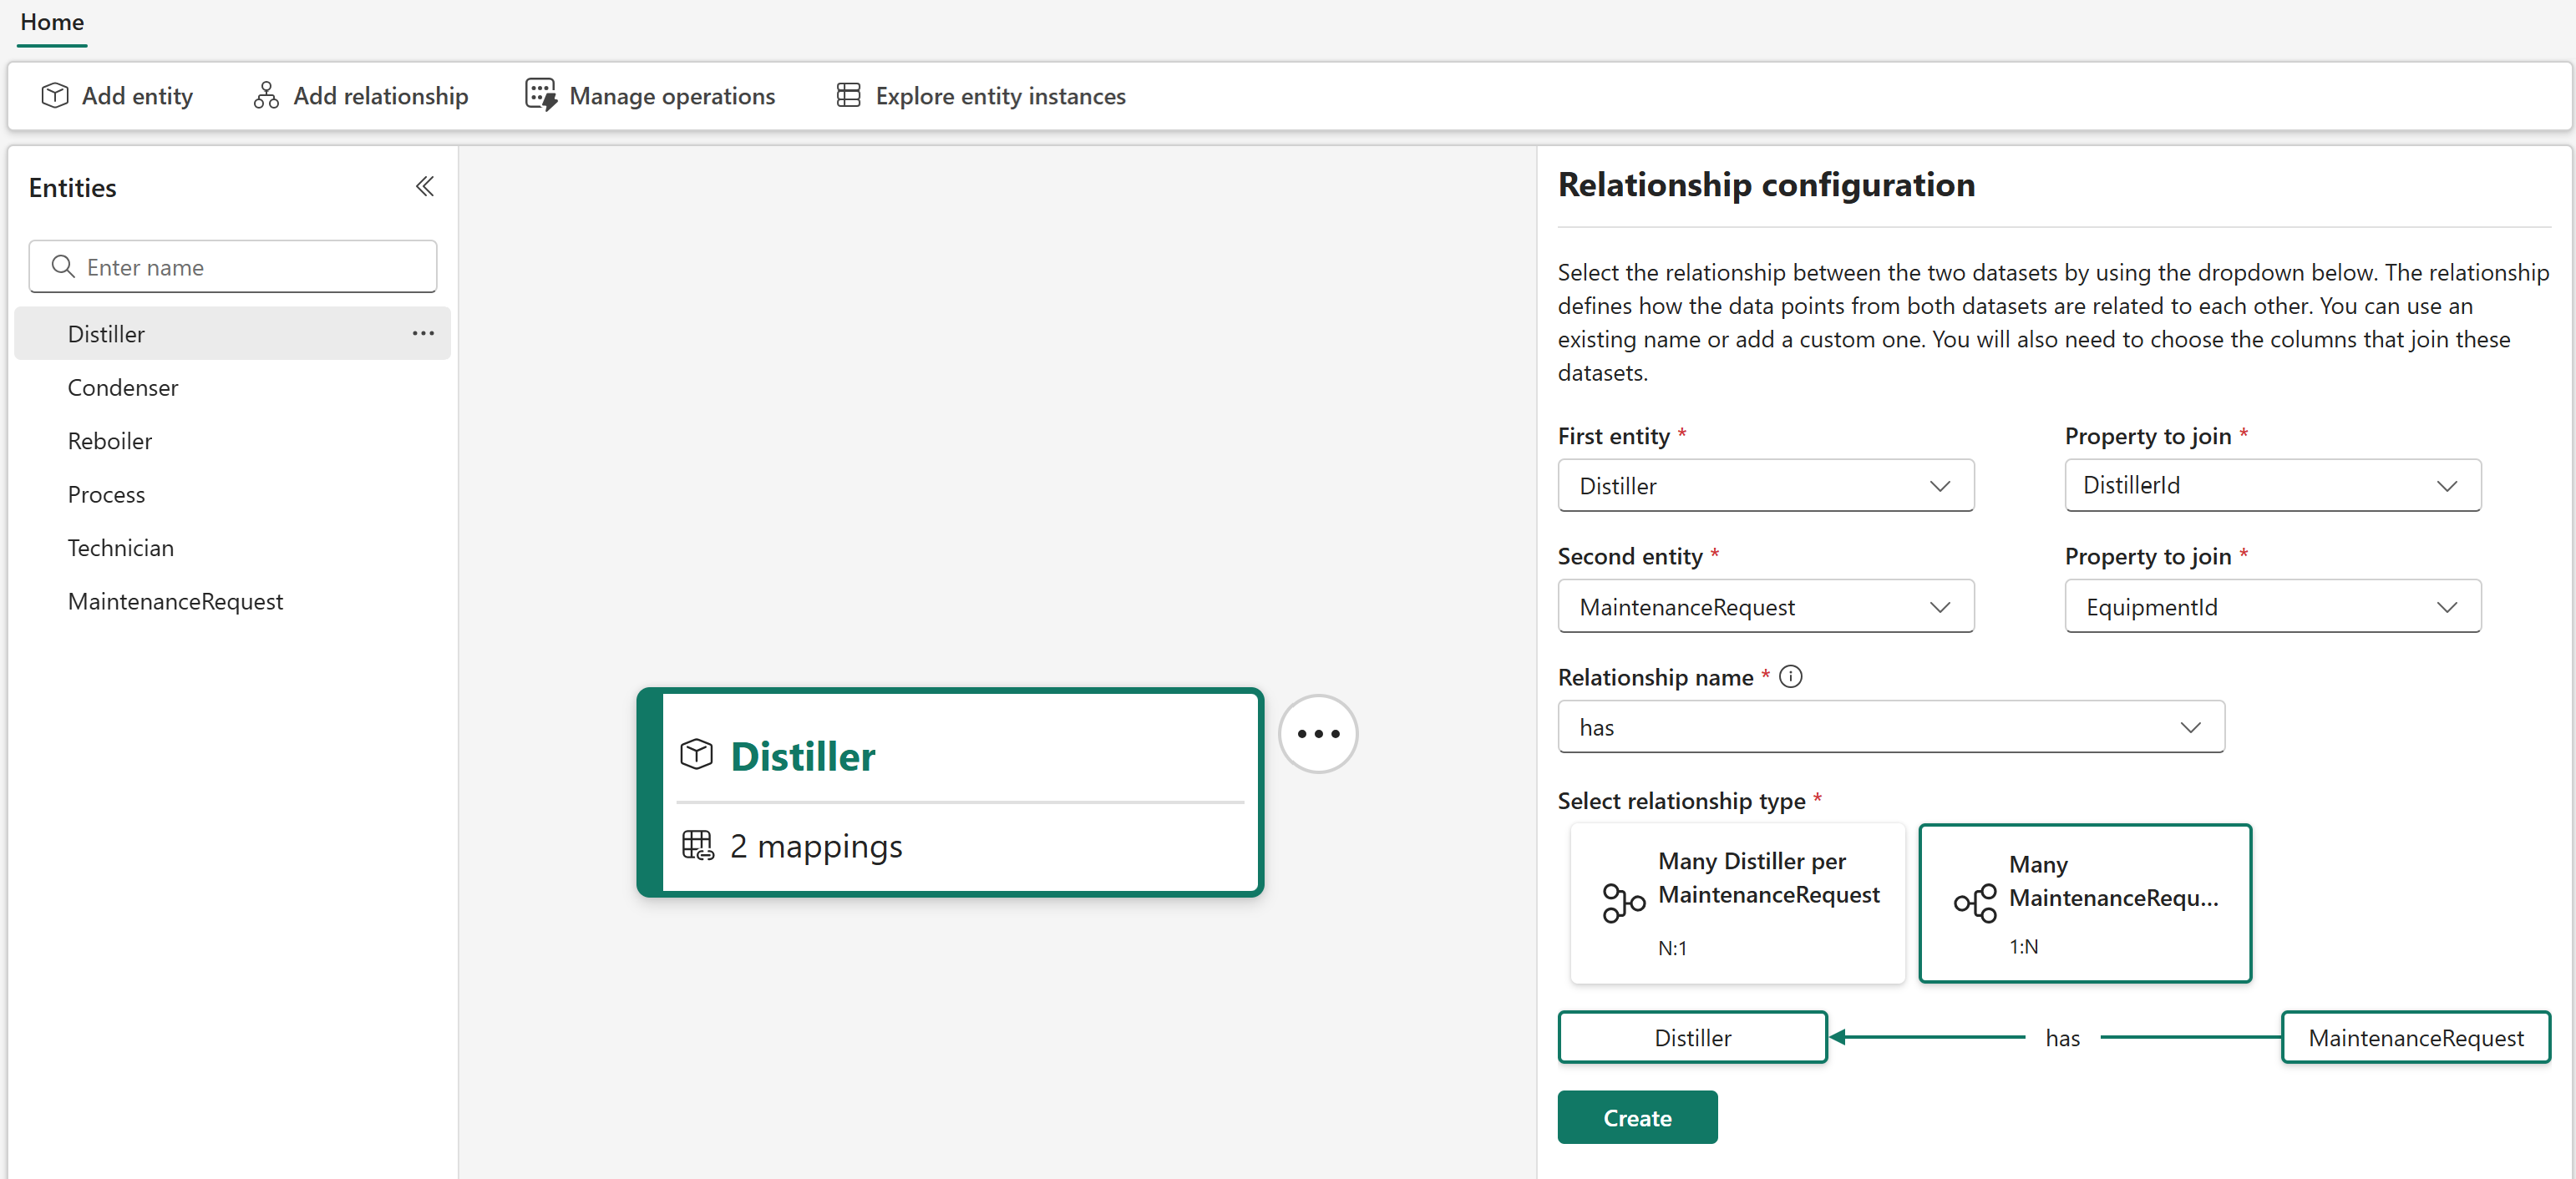 Home
Add entity
Add relationship
Manage operations
Explore entity instances
Entities
Enter name
Distiller
Condenser
Reboiler
Process
Technician
MaintenanceRequest
Distiller
2 mappings
Relationship configuration
Select the relationship between the two datasets by using the dropdown below. The relationship
defines how the data points from both datasets are related to each other. You can use an
existing name or add a custom one. You will also need to choose the columns that join these
datasets.
First entity *
Property to join *
Distiller
DistillerId
Second entity *
Property to join *
MaintenanceRequest
EquipmentId
Relationship name *
has
Select relationship type *
Many Distiller per
MaintenanceRequest
N:1
Many
MaintenanceRequ...
1:N
Distiller
has
MaintenanceRequest
Create